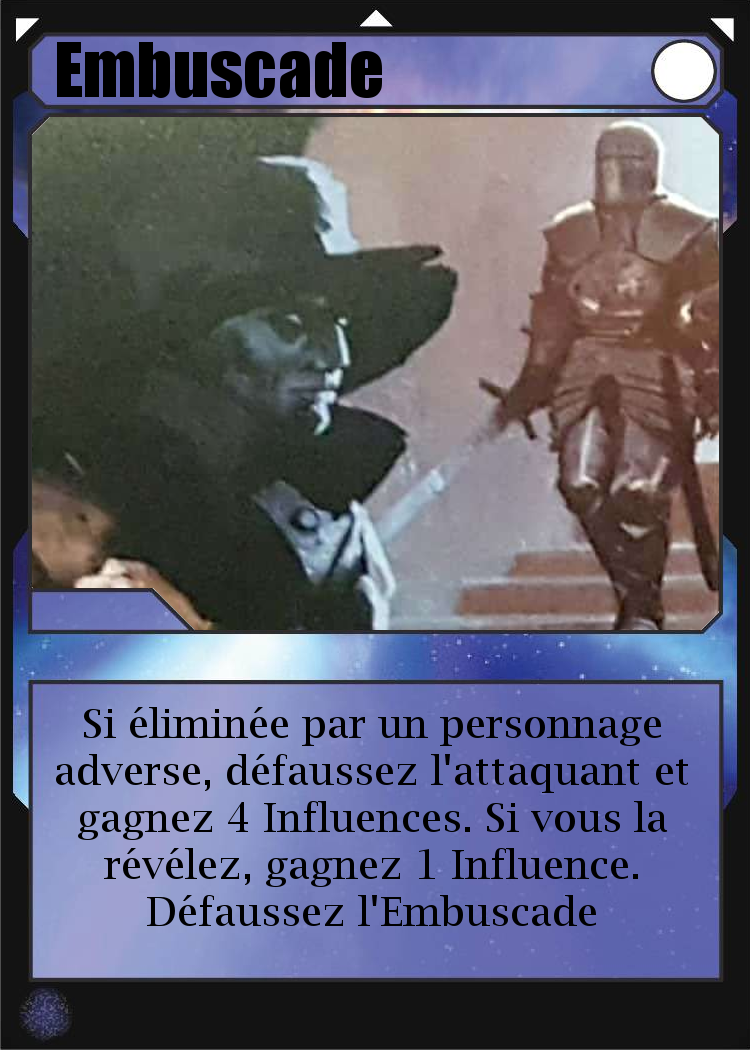 Embuscade
Si éliminée par un personnage
adverse, défaussez l'attaquant et
gagnez 4 Influences. Si vous la
révélez, gagnez 1 Influence.
Défaussez l'Embuscade